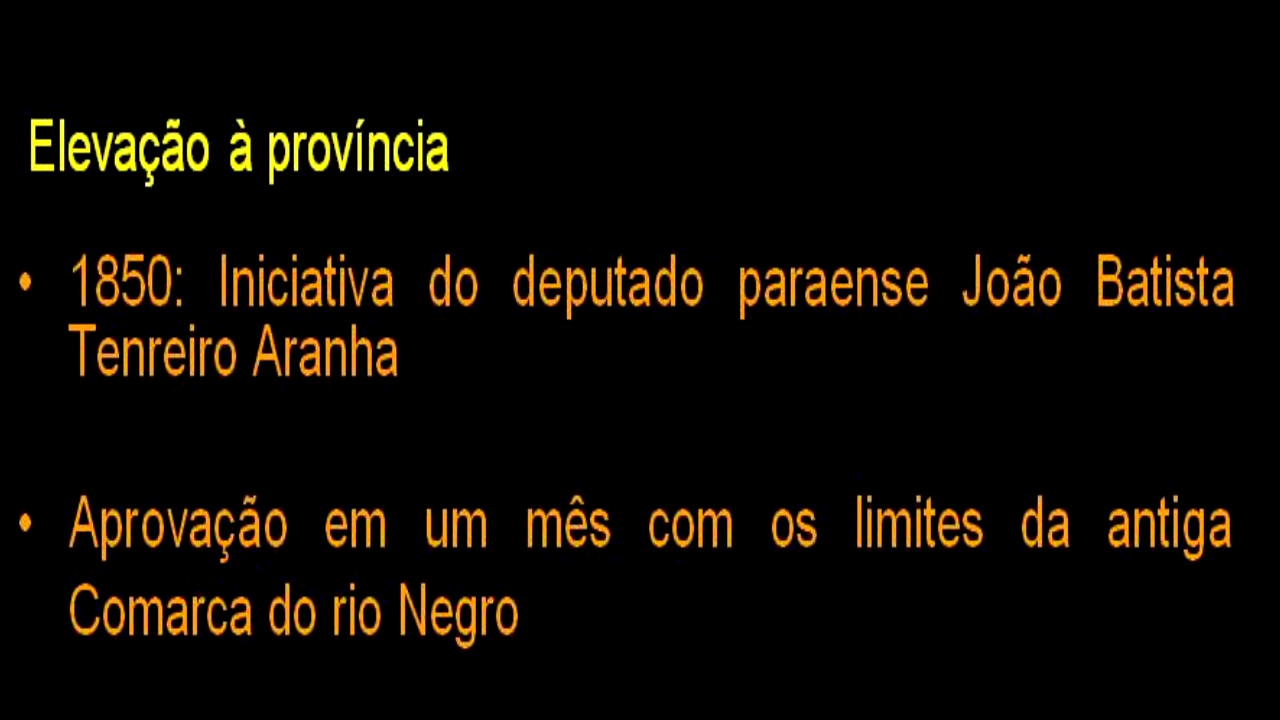 Elevação à província
• 1850: Iniciativa do deputado paraense João Batista
Tenreiro Aranha
• Aprovação em um mês com os limites da antiga
Comarca do rio Negro